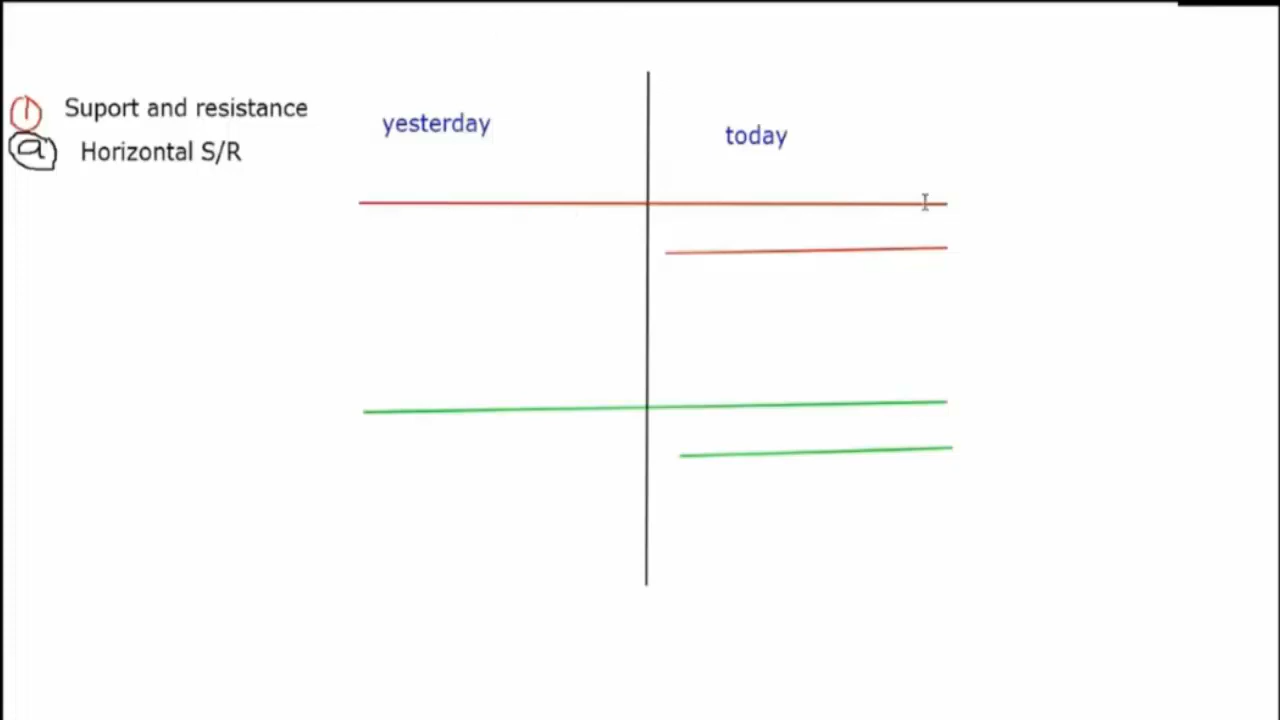 ① Suport and resistance
ⓐ Horizontal S/R
yesterday
today